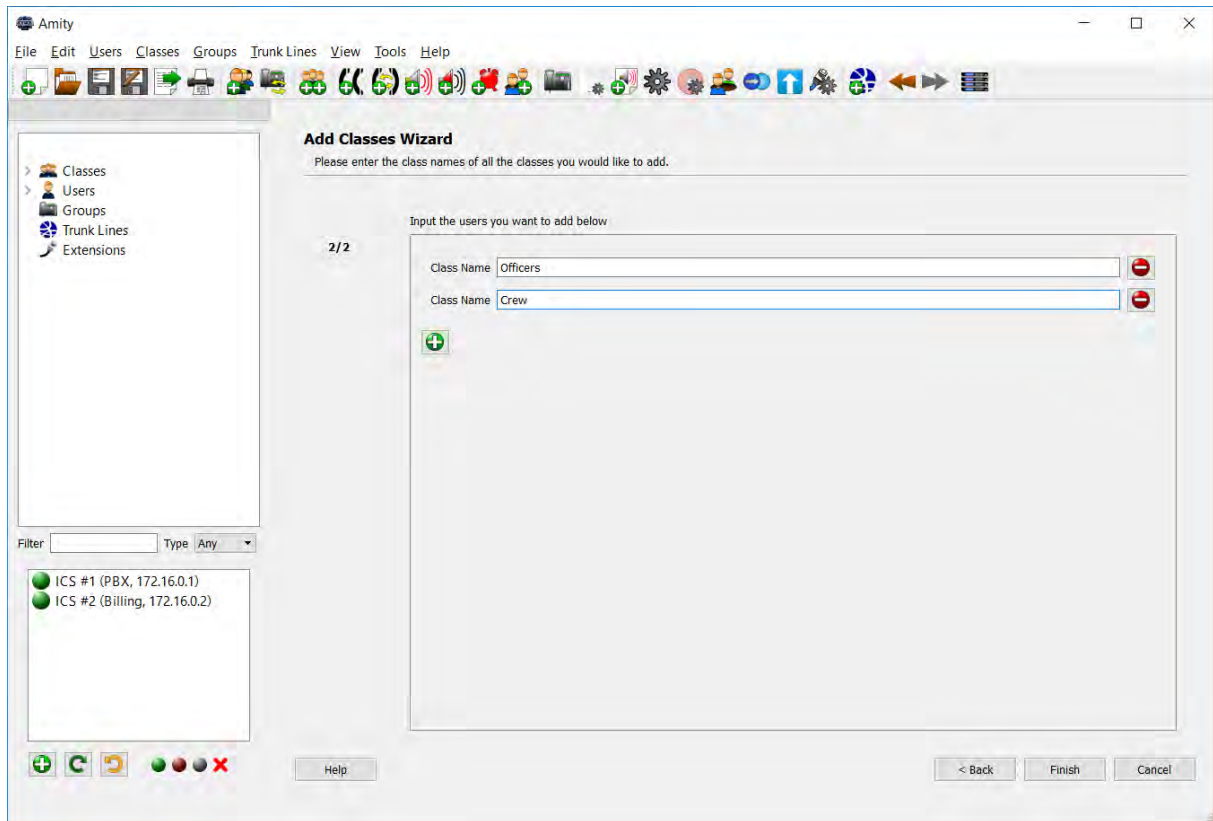 Amity
File Edit Users Classes Groups Trunk Lines View Tools Help
Add Classes Wizard
Please enter the class names of all the classes you would like to add.
Classes
Users
Groups
Trunk Lines
Extensions
Input the users you want to add below
2/2
Class Name Officers
Class Name Crew
Filter Type Any
ICS #1 (PBX, 172.16.0.1)
ICS #2 (Billing, 172.16.0.2)
Help < Back Finish Cancel